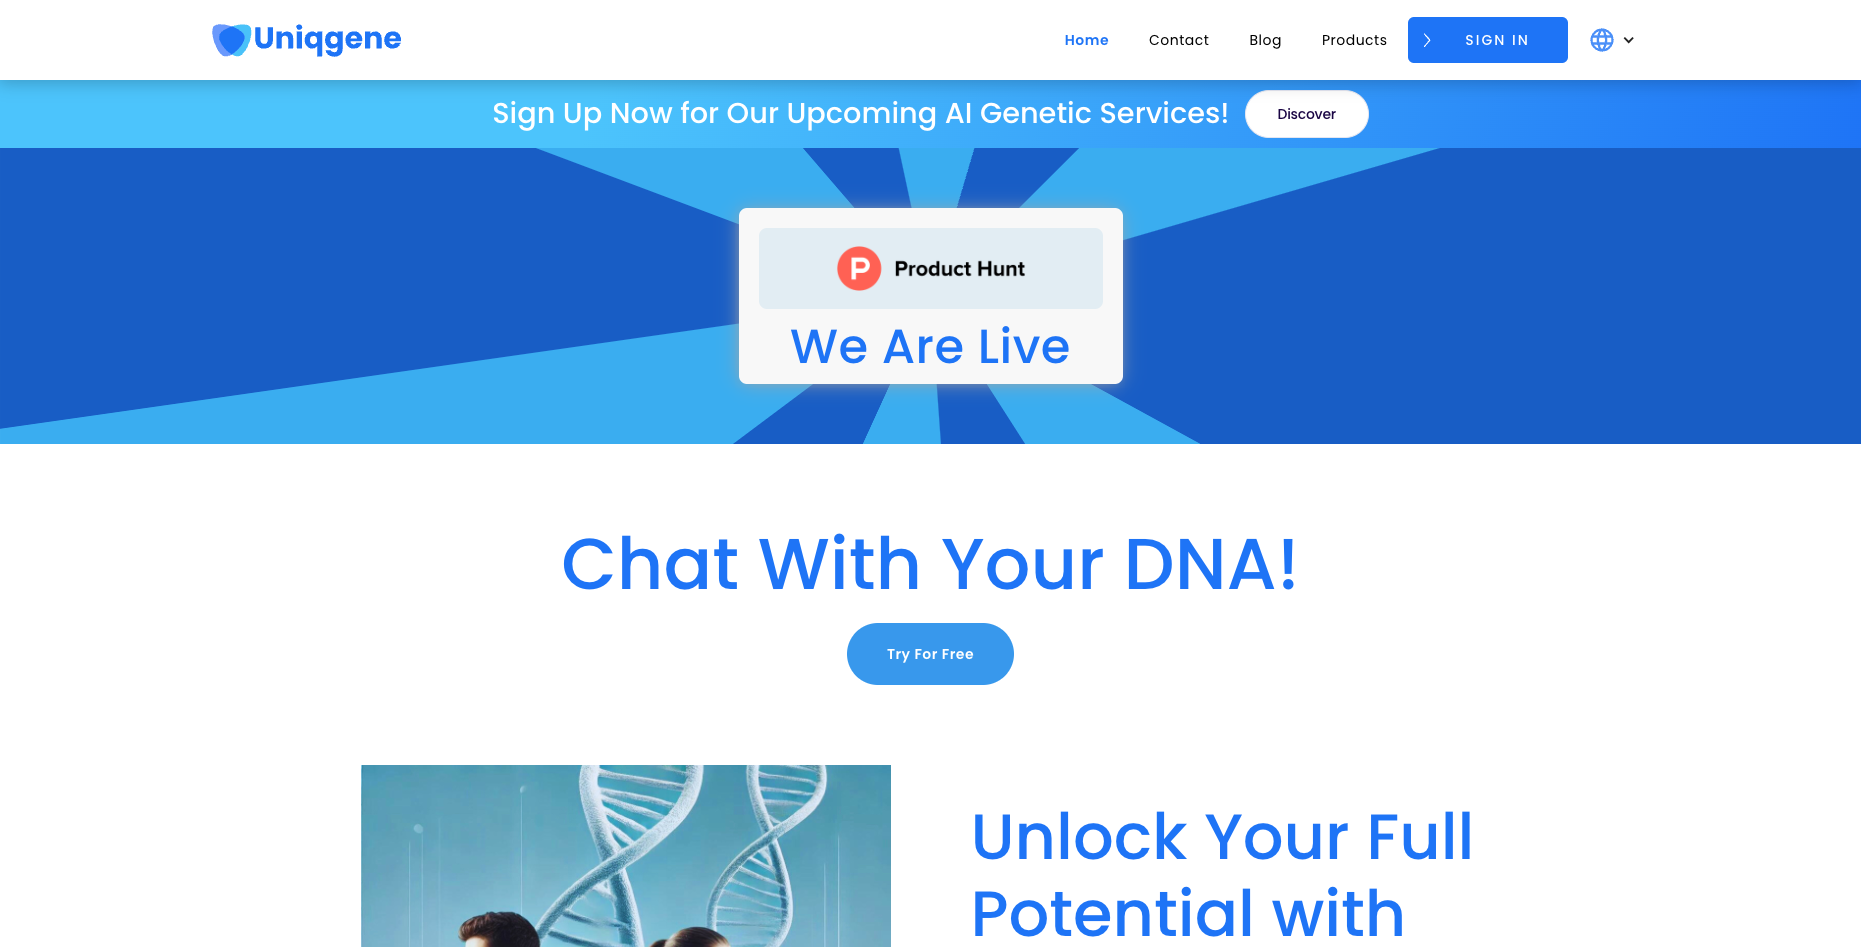 Uniqgene
Home
Contact
Blog
Products
SIGN IN
Sign Up Now for Our Upcoming AI Genetic Services!
Discover
P
Product Hunt
We Are Live
Chat With Your DNA!
Try For Free
Unlock Your Full
Potential with